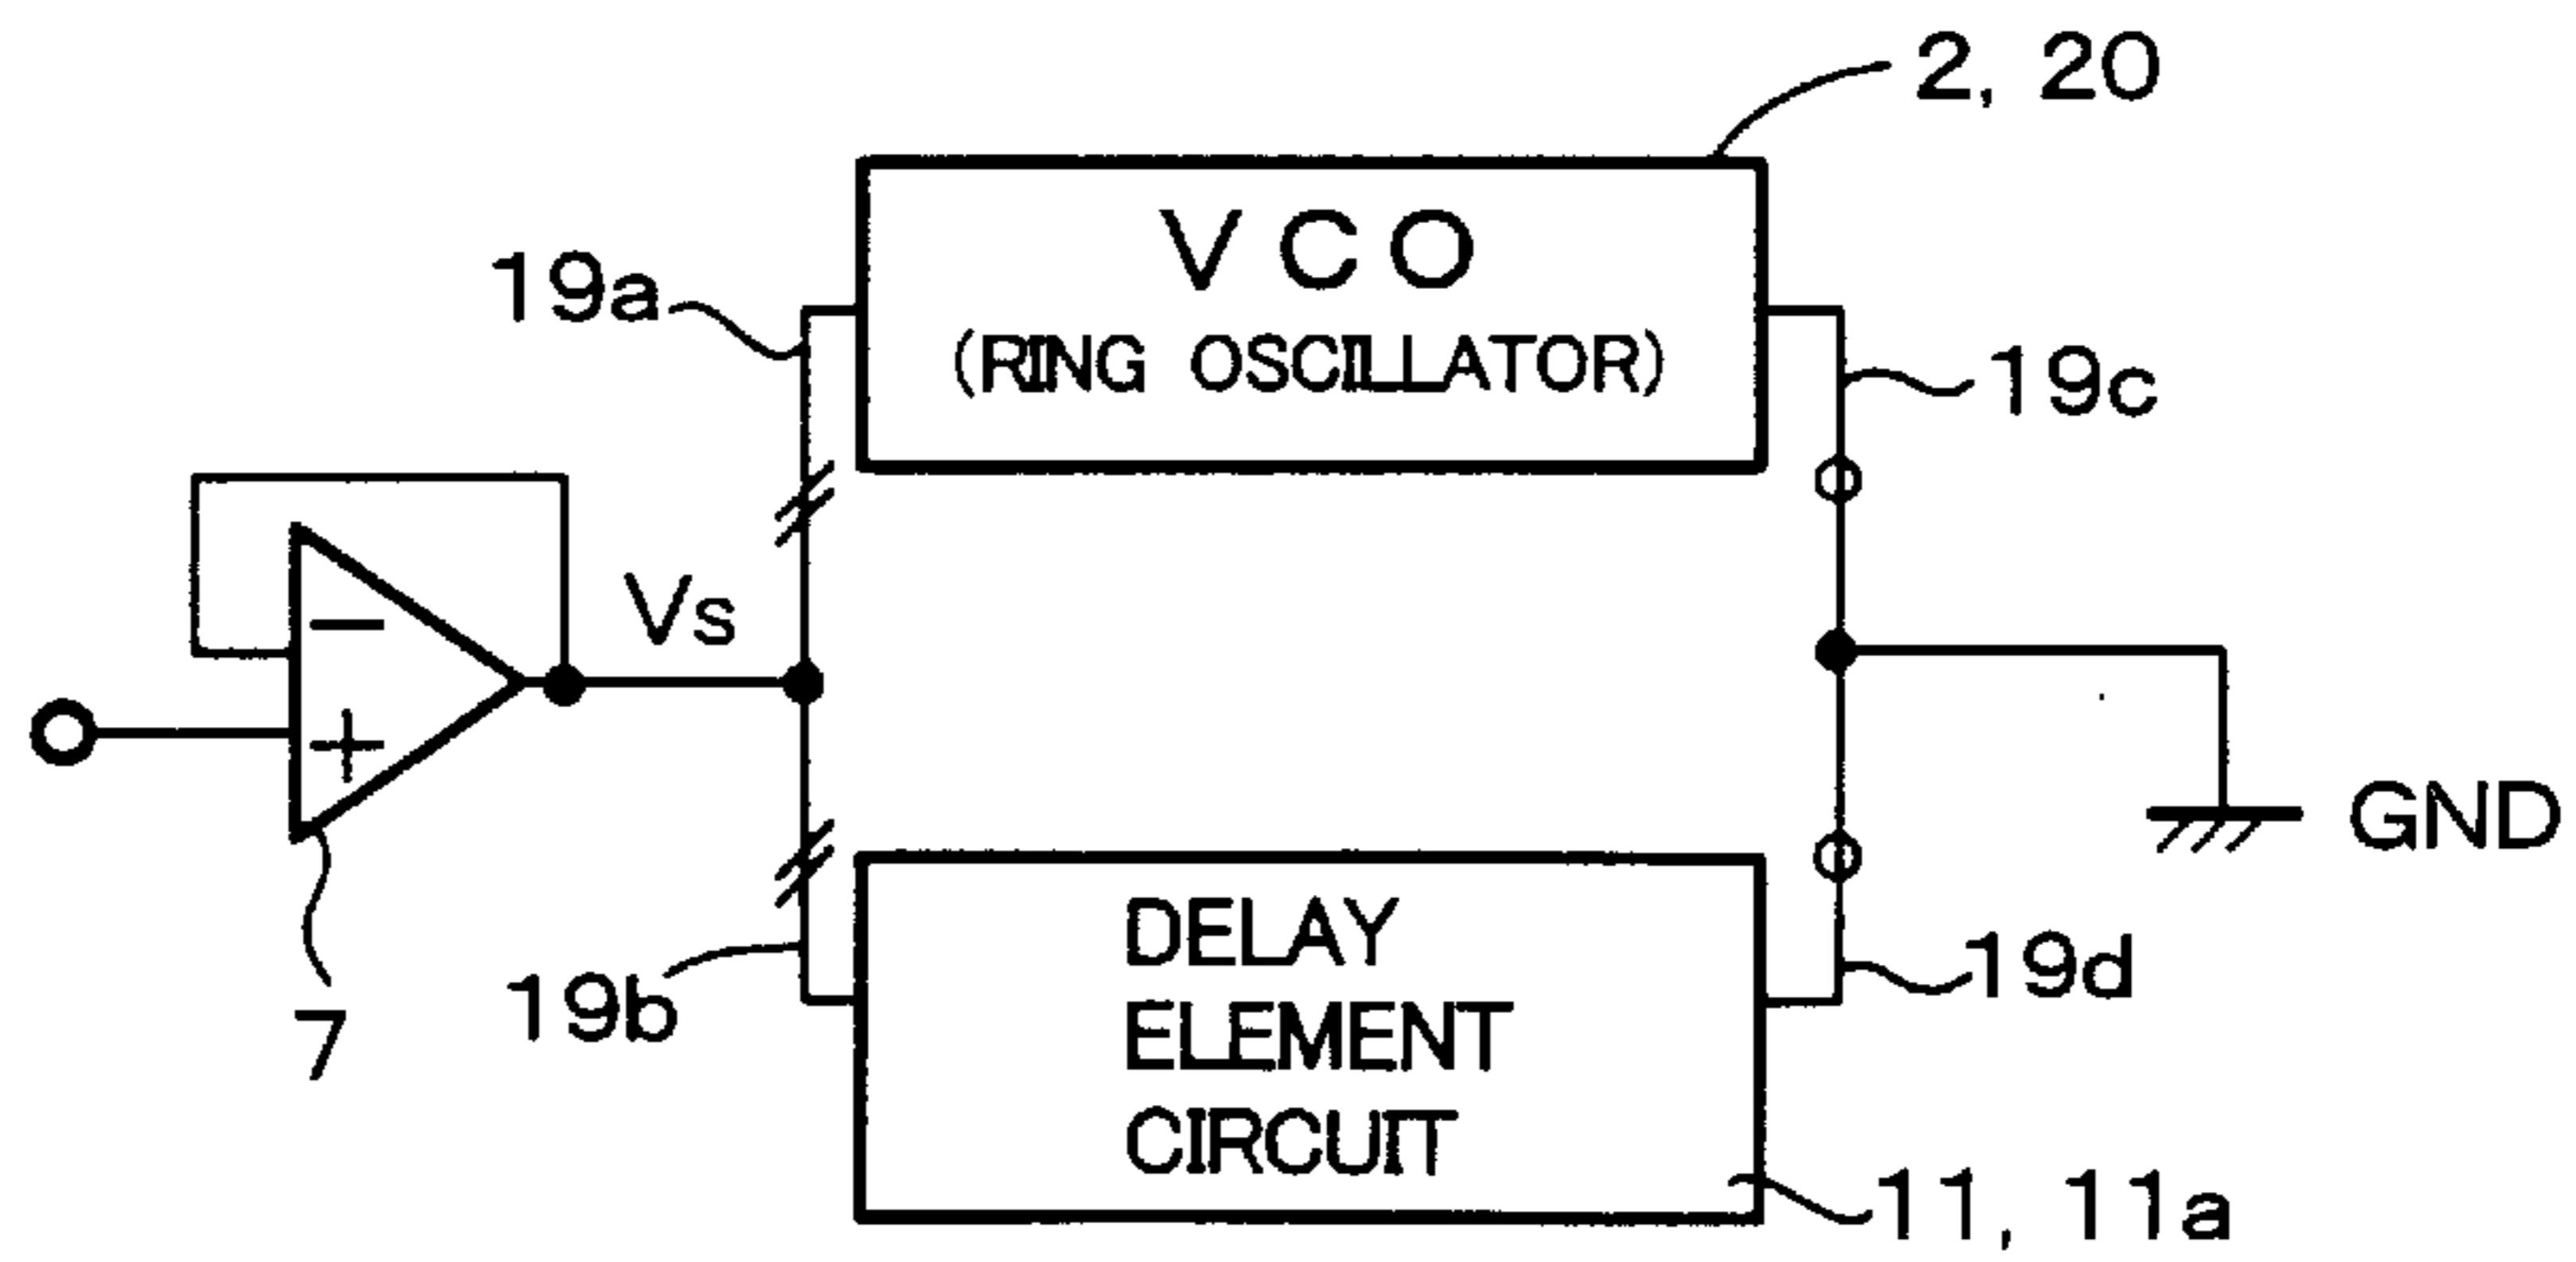 2, 20
VCO
(RING OSCILLATOR)
19a
19c
Vs
−
+
GND
7
19b
DELAY
ELEMENT
CIRCUIT
19d
11, 11a